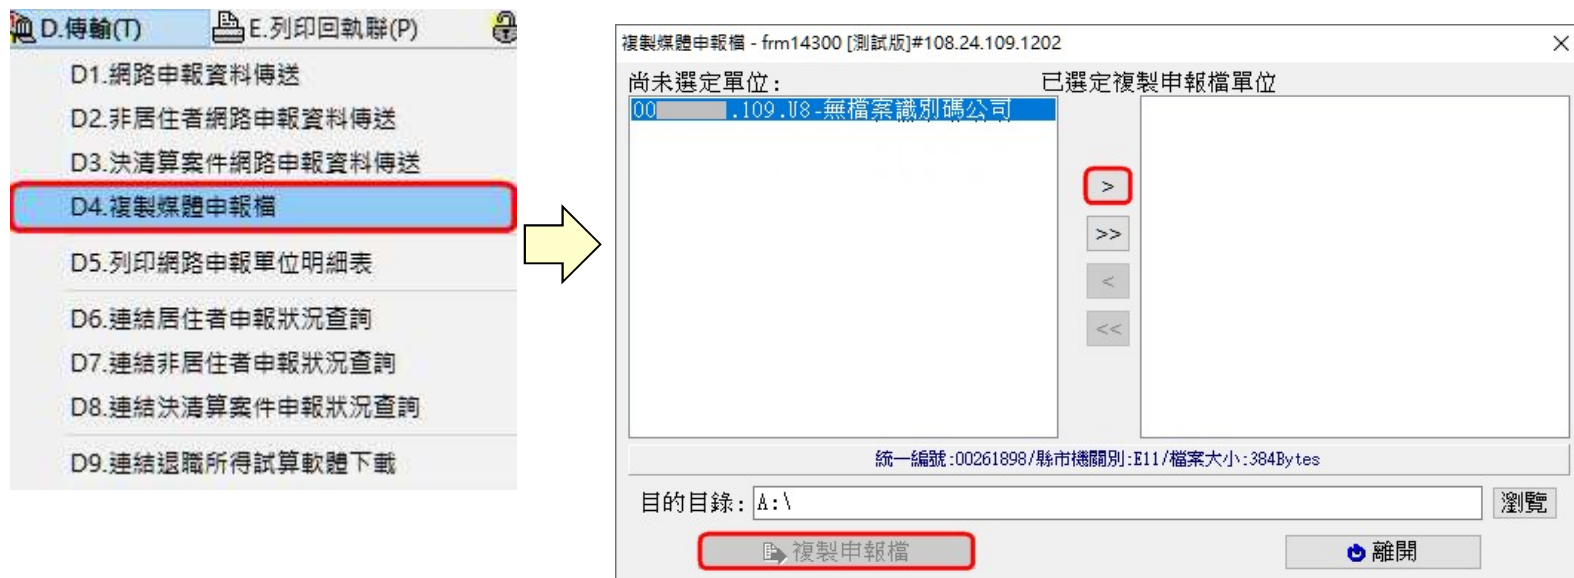 D.傳輸(T) E.列印回執聯(P)
D1.網路申報資料傳送
D2.非居住者網路申報資料傳送
D3.決清算案件網路申報資料傳送
D4.複製媒體申報檔
D5.列印網路申報單位明細表
D6.連結居住者申報狀況查詢
D7.連結非居住者申報狀況查詢
D8.連結決清算案件申報狀況查詢
D9.連結退職所得試算軟體下載
複製媒體申報檔 - frm14300 [測試版]#108.24.109.1202
尚未選定單位: 已選定複製申報檔單位
00 .109.U8-無檔案識別碼公司
>
>>
<
<<
統一編號:00261898/縣市機關別:E11/檔案大小:384Bytes
目的目錄: A:\ 瀏覽
複製申報檔 離開